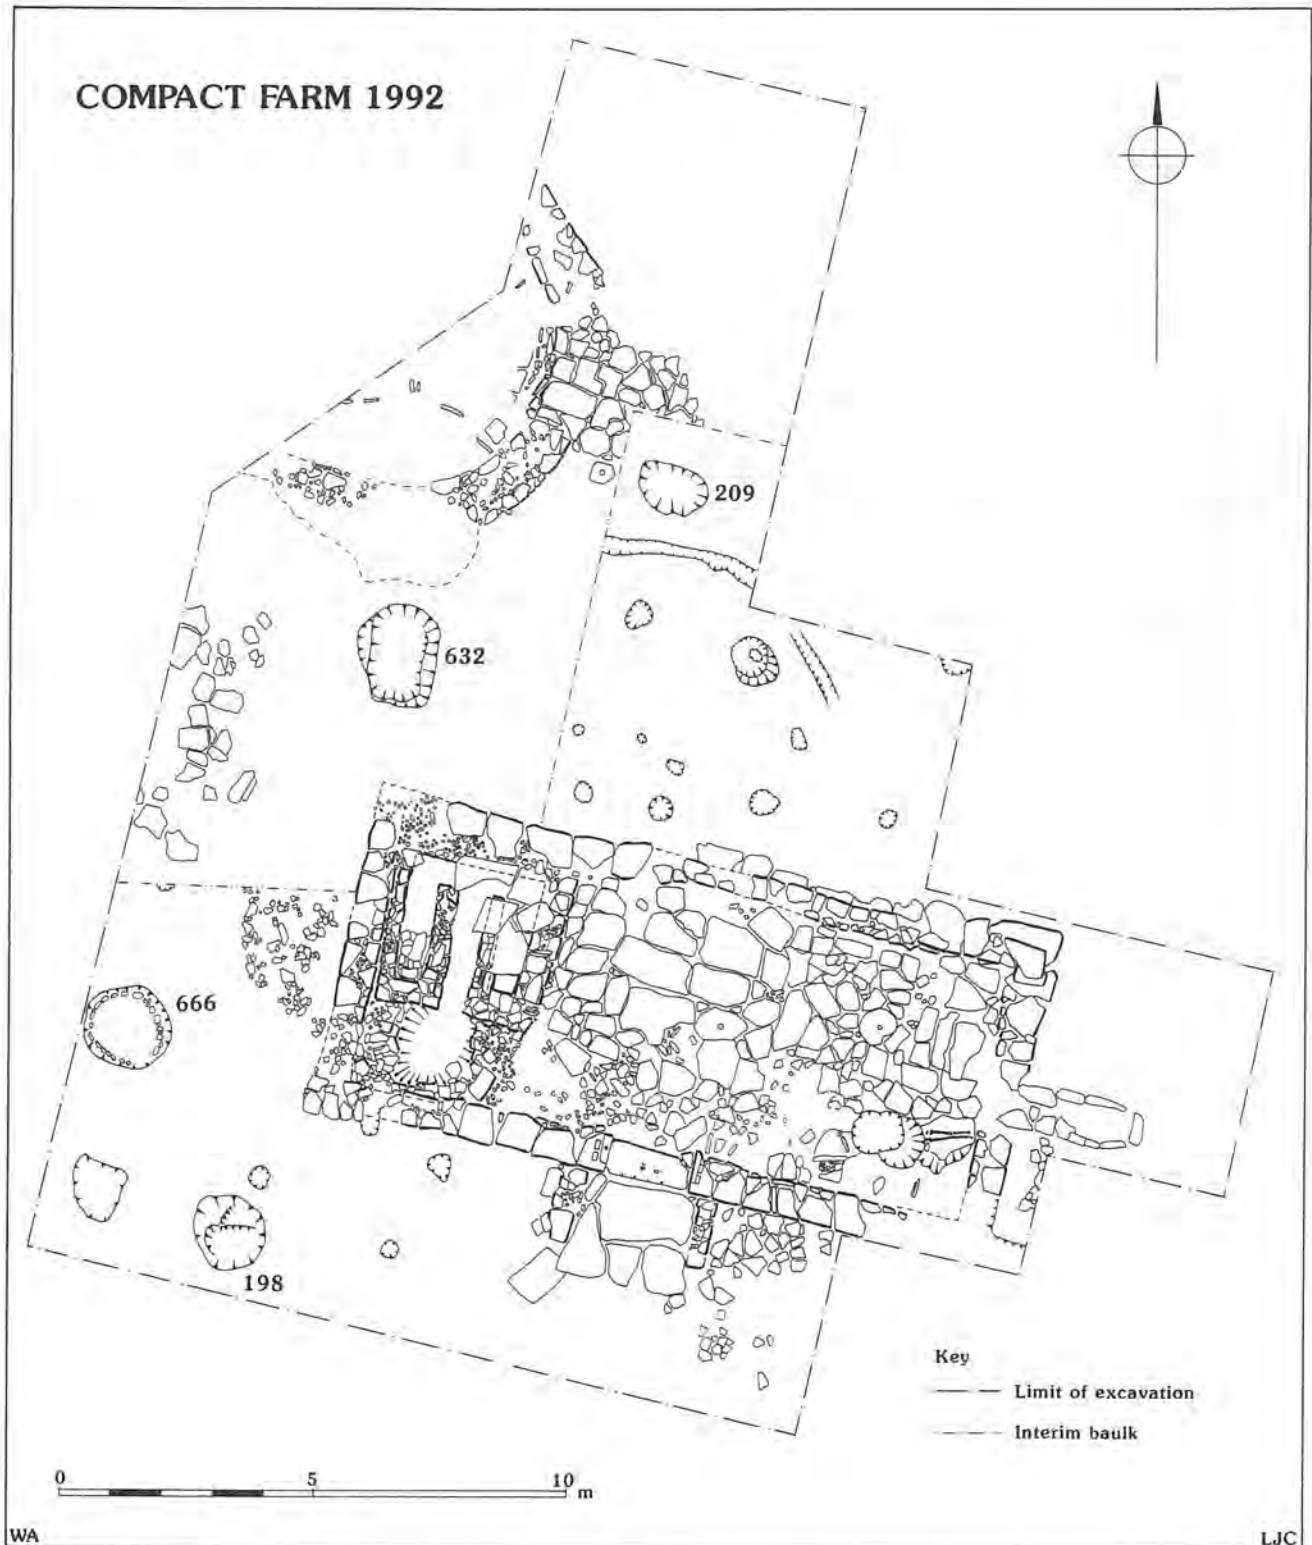 COMPACT FARM 1992
209
632
666
198
Key
Limit of excavation
Interim baulk
0 5 10 m
WA LJC